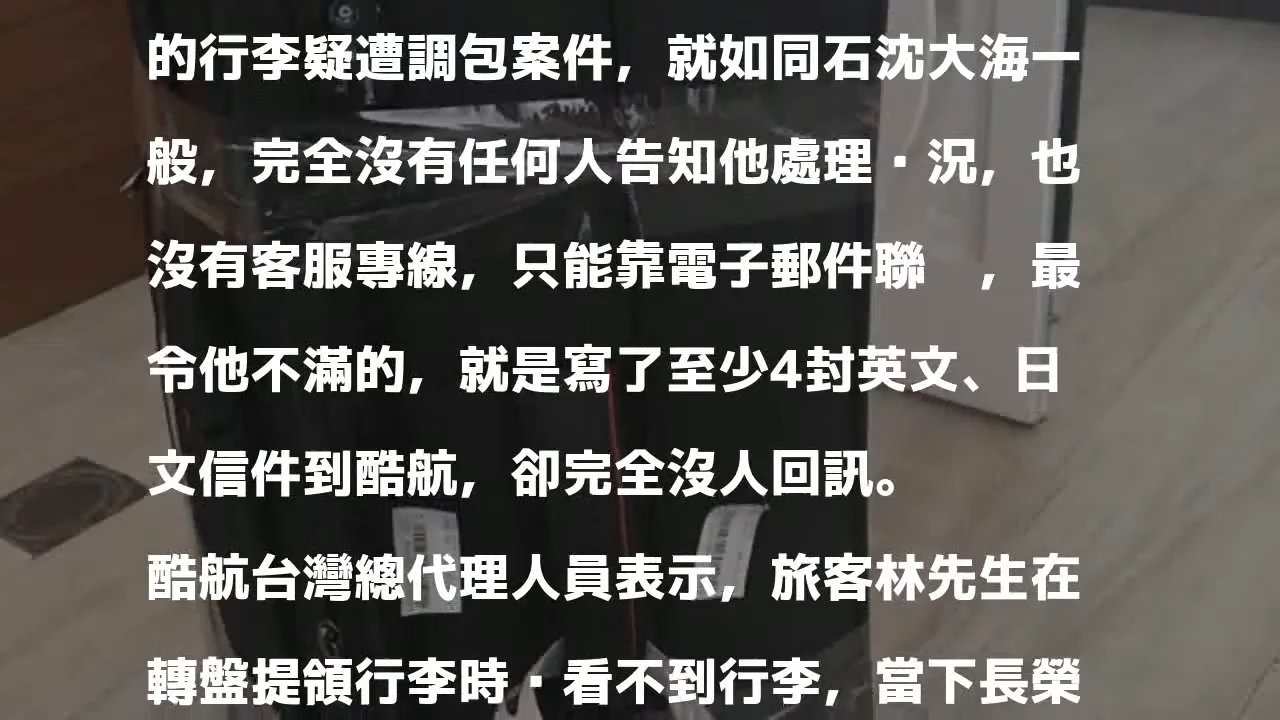 的行李疑遭調包案件，就如同石沈大海一
般，完全沒有任何人告知他處理▪況，也
沒有客服專線，只能靠電子郵件聯　，最
令他不滿的，就是寫了至少4封英文、日
文信件到酷航，卻完全沒人回訊。
酷航台灣總代理人員表示，旅客林先生在
轉盤提領行李時▪看不到行李，當下長榮